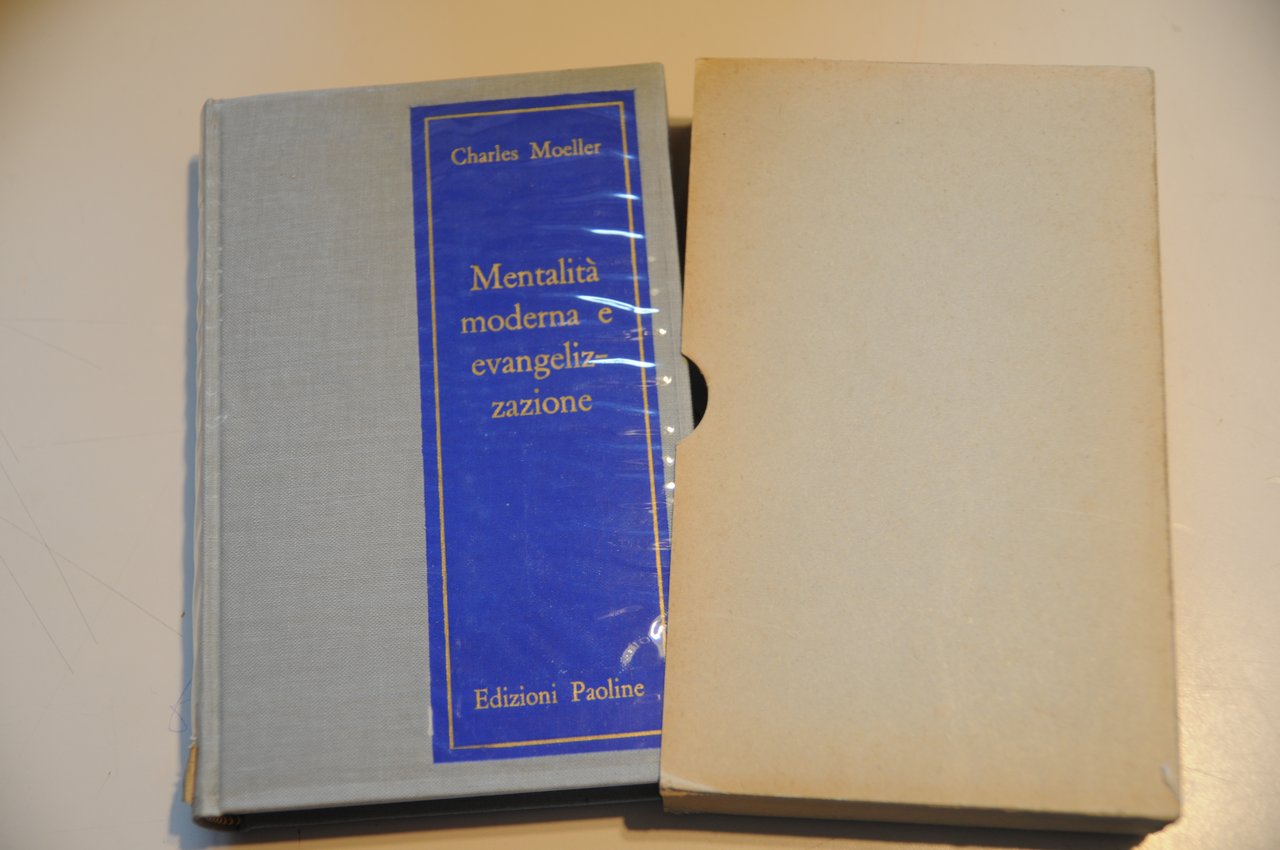 Charles Moeller
Mentalità
moderna e
evangeliz-
zazione
Edizioni Paoline